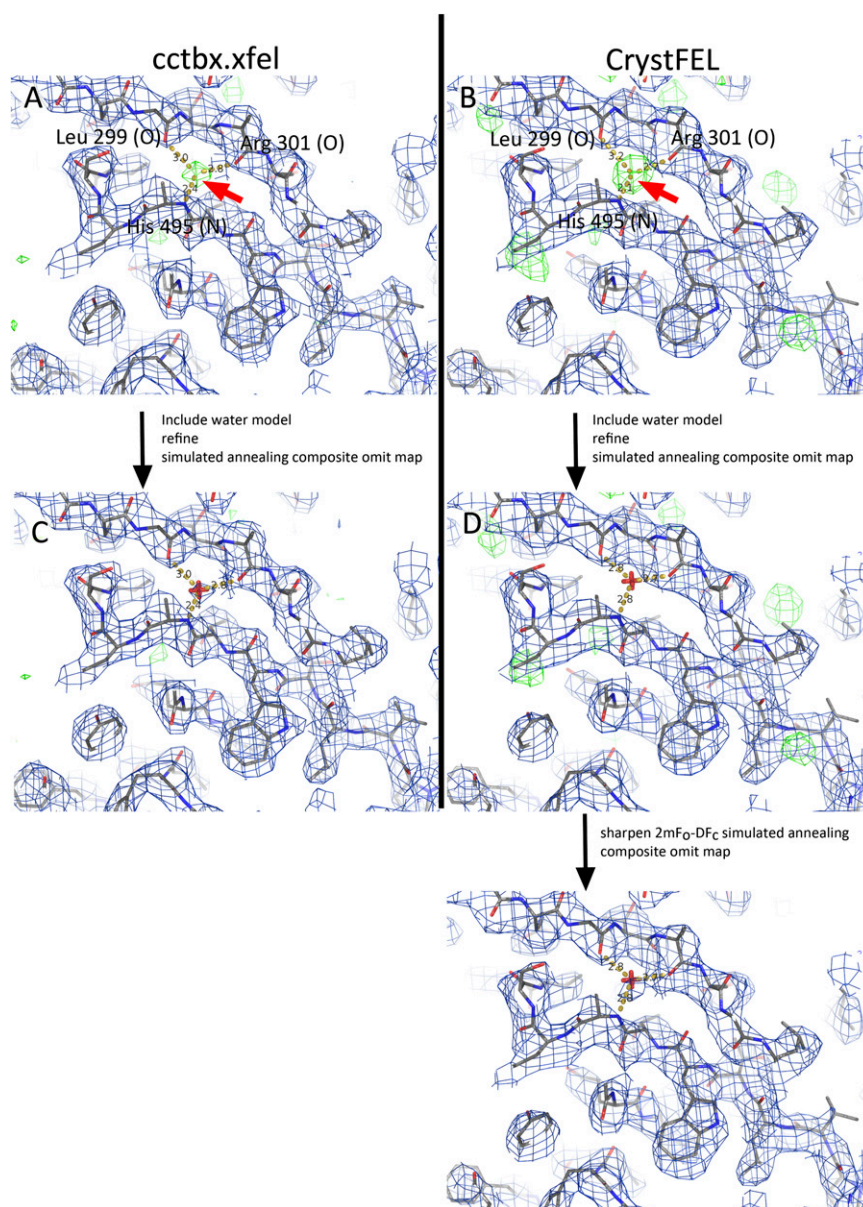 cctbx.xfel
CrystFEL
A
Leu 299 (O)
Arg 301 (O)
3.0
2.8
2.4
His 495 (N)
B
Leu 299 (O)
Arg 301 (O)
3.2
2.1
His 495 (N)
Include water model
refine
simulated annealing composite omit map
Include water model
refine
simulated annealing composite omit map
C
3.0
2.8
D
2.8
2.7
2.8
sharpen 2mFo-DFc simulated annealing
composite omit map
2.8